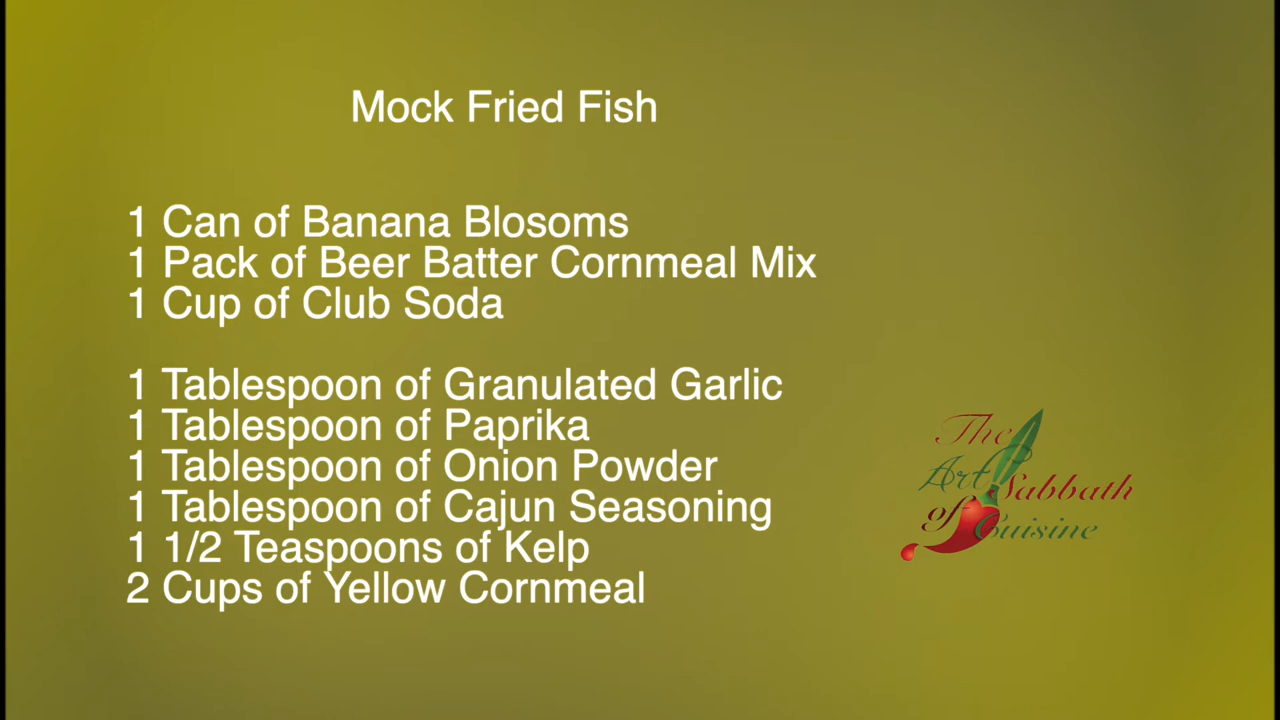 Mock Fried Fish
1 Can of Banana Blosoms
1 Pack of Beer Batter Cornmeal Mix
1 Cup of Club Soda
1 Tablespoon of Granulated Garlic
1 Tablespoon of Paprika
1 Tablespoon of Onion Powder
1 Tablespoon of Cajun Seasoning
1 1/2 Teaspoons of Kelp
2 Cups of Yellow Cornmeal
The
Art Sabbath
of Cuisine